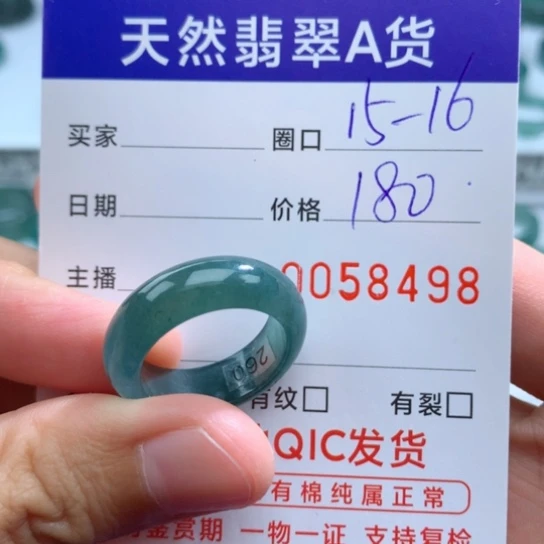 天然翡翠A货
买家 圈口 15-16
日期 价格 180
主播 0058498
260
有纹□ 有裂□
QIC发货
有棉纯属正常
赏期 一物一证 支持复检